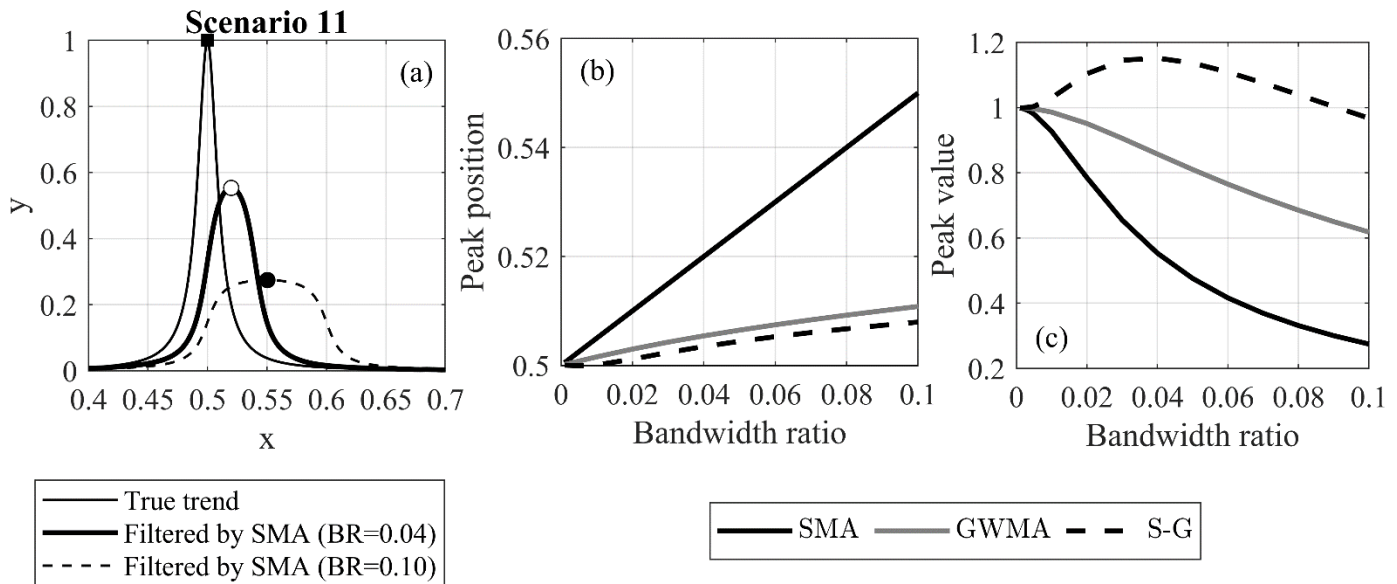 Scenario 11
(a)
1
0.8
0.6
0.4
0.2
0
y
0.4 0.45 0.5 0.55 0.6 0.65 0.7
x
True trend
Filtered by SMA (BR=0.04)
Filtered by SMA (BR=0.10)
(b)
0.56
0.54
0.52
0.5
Peak position
0 0.02 0.04 0.06 0.08 0.1
Bandwidth ratio
1.2
1
0.8
0.6
0.4
0.2
Peak value
(c)
0 0.02 0.04 0.06 0.08 0.1
Bandwidth ratio
SMA GWMA S-G